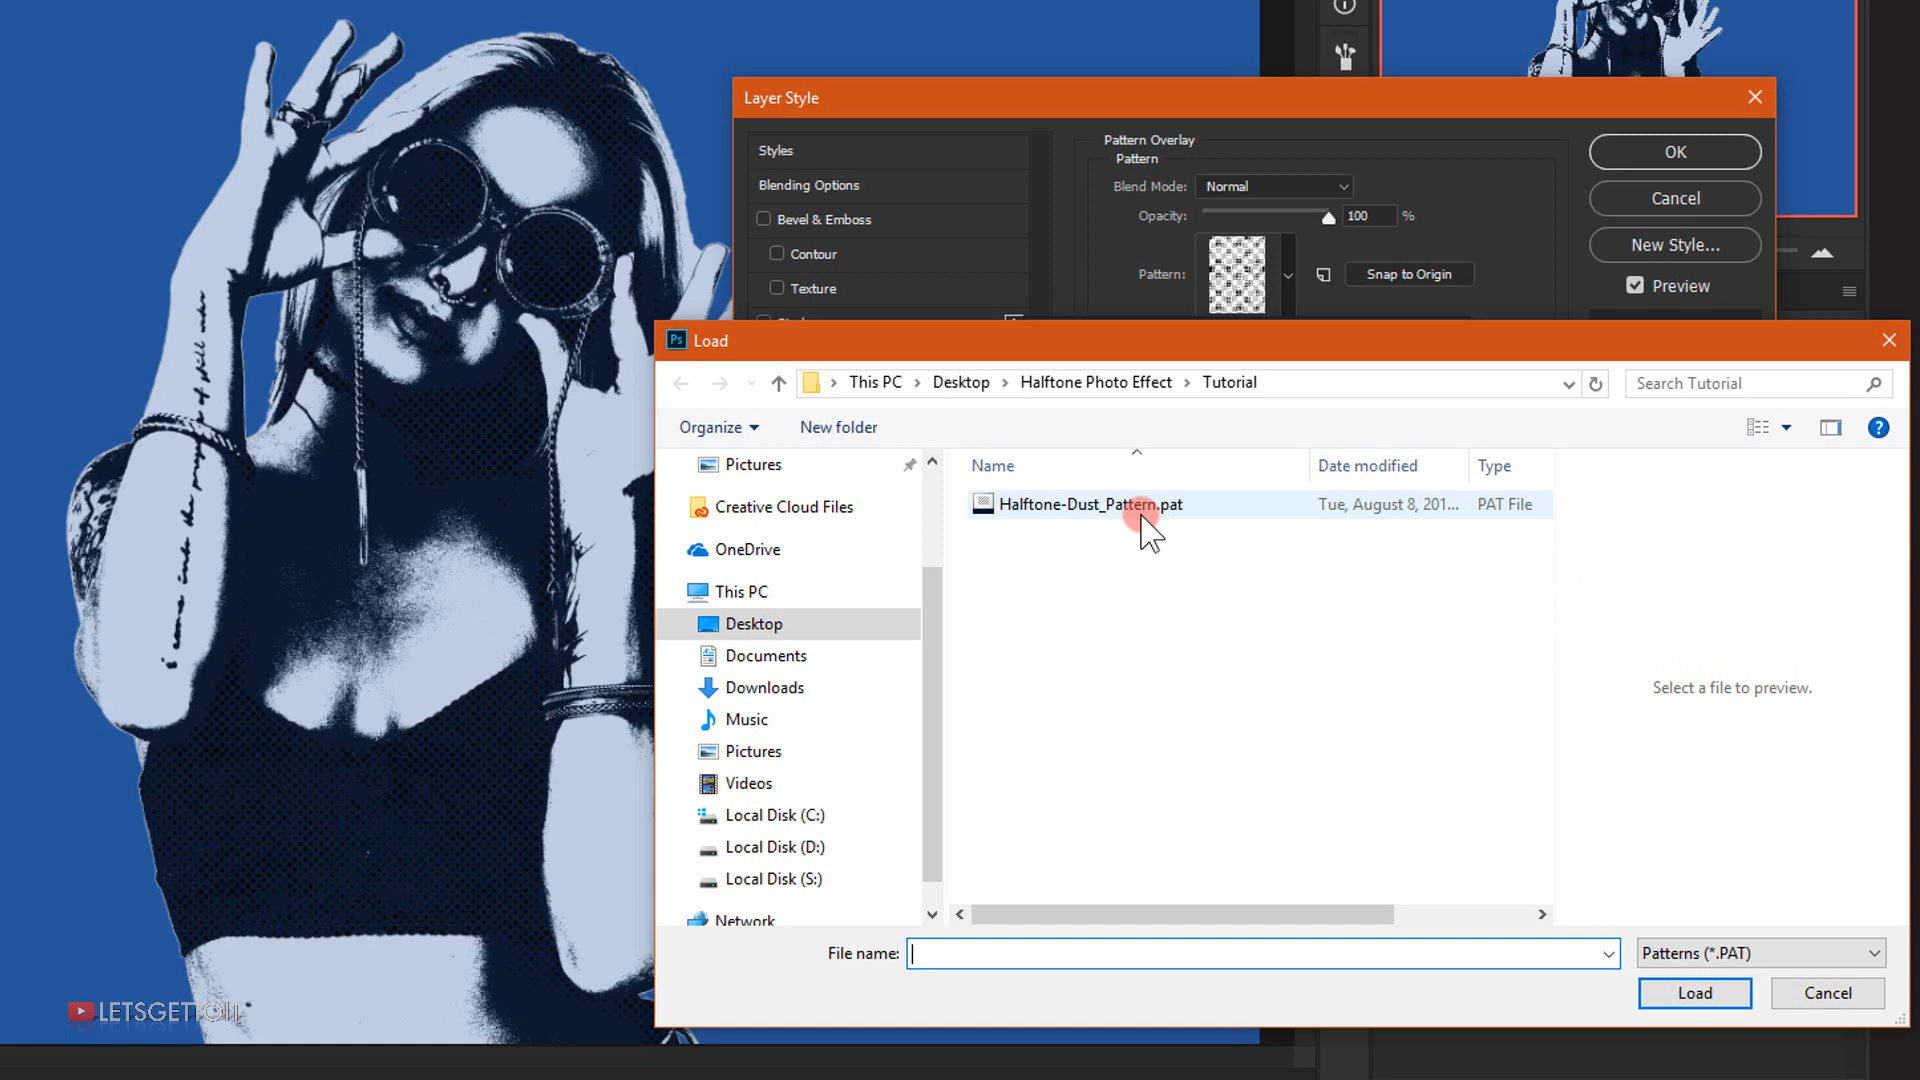 Layer Style
Styles
Blending Options
Bevel & Emboss
Contour
Texture
Pattern Overlay
Pattern
Blend Mode: Normal
Opacity: 100 %
Pattern: Snap to Origin
OK
Cancel
New Style...
Preview
Ps Load
This PC > Desktop > Halftone Photo Effect > Tutorial
Search Tutorial
Organize
New folder
Pictures
Creative Cloud Files
OneDrive
This PC
Desktop
Documents
Downloads
Music
Pictures
Videos
Local Disk (C:)
Local Disk (D:)
Local Disk (S:)
Network
Name Date modified Type
Halftone-Dust_Pattern.pat Tue, August 8, 201... PAT File
Select a file to preview.
File name:
Patterns (*.PAT)
Load
Cancel
LETSGETTOIT